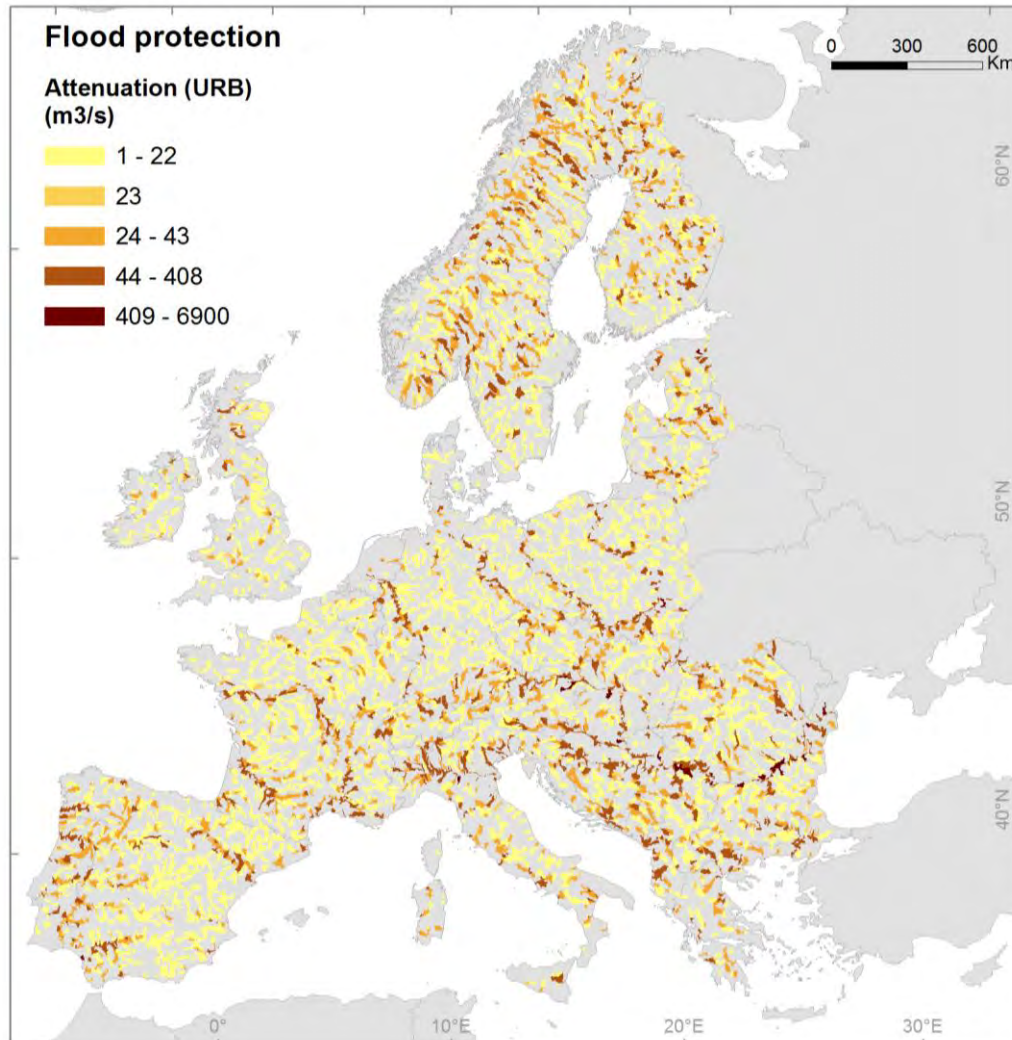 Flood protection
Attenuation (URB)
(m3/s)
1 - 22
23
24 - 43
44 - 408
409 - 6900
0 300 600
Km
60°N
50°N
40°N
0° 10°E 20°E 30°E